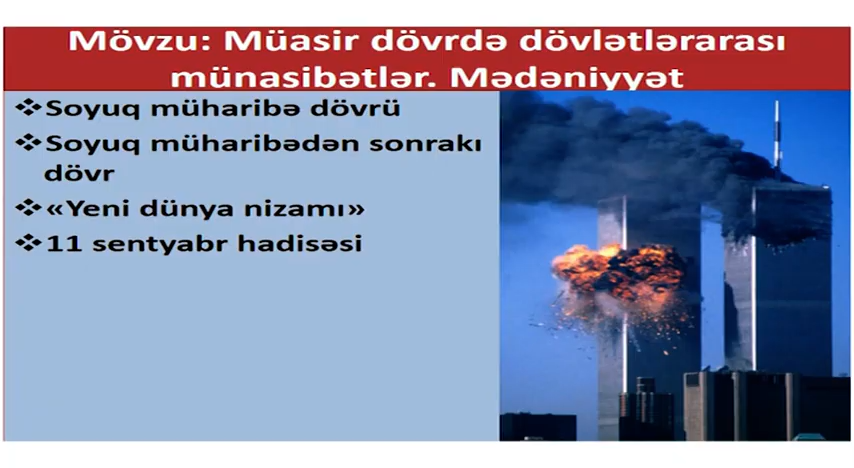 Mövzu: Müasir dövrdə dövlətlərarası
münasibətlər. Mədəniyyət
❖Soyuq müharibə dövrü
❖Soyuq müharibədən sonrakı
dövr
❖«Yeni dünya nizamı»
❖11 sentyabr hadisəsi